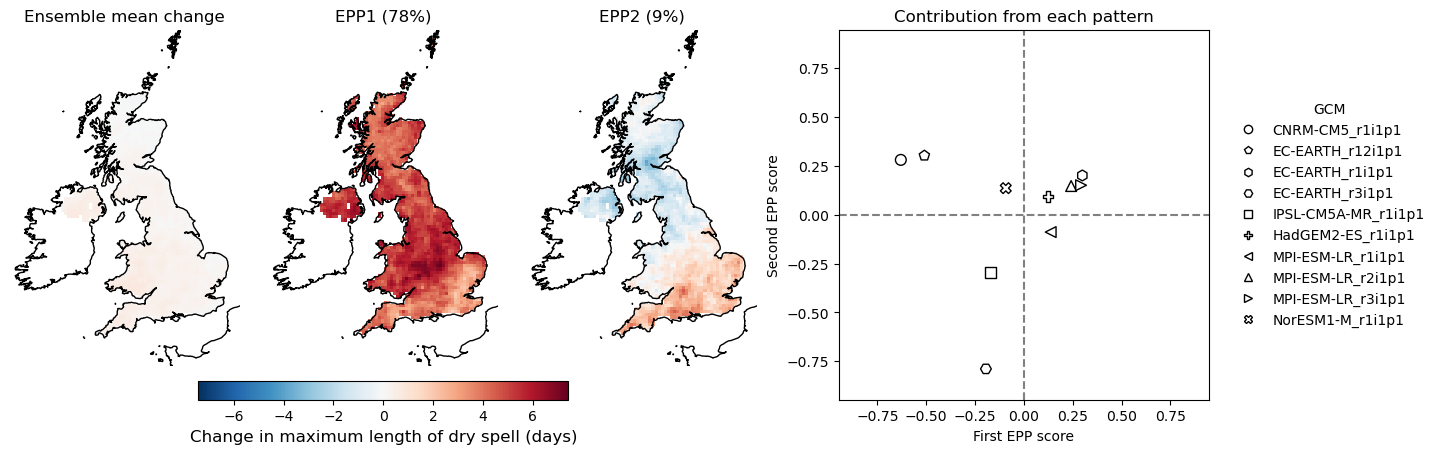 Ensemble mean change
EPP1 (78%)
EPP2 (9%)
Contribution from each pattern
−6 −4 −2 0 2 4 6
Change in maximum length of dry spell (days)
0.75
0.50
0.25
0.00
−0.25
−0.50
−0.75
Second EPP score
−0.75 −0.50 −0.25 0.00 0.25 0.50 0.75
First EPP score
GCM
CNRM-CM5_r1i1p1
EC-EARTH_r12i1p1
EC-EARTH_r1i1p1
EC-EARTH_r3i1p1
IPSL-CM5A-MR_r1i1p1
HadGEM2-ES_r1i1p1
MPI-ESM-LR_r1i1p1
MPI-ESM-LR_r2i1p1
MPI-ESM-LR_r3i1p1
NorESM1-M_r1i1p1